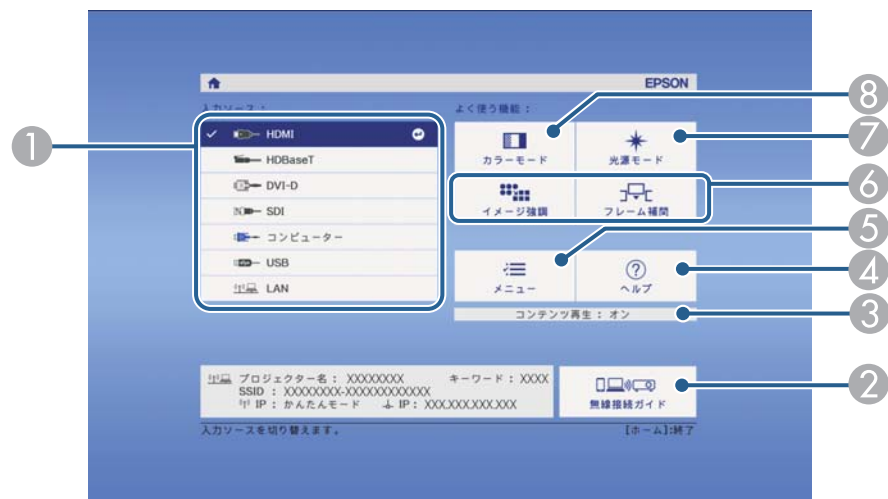 EPSON
入力ソース：
よく使う機能：
HDMI
HDBaseT
DVI-D
SDI
コンピューター
USB
LAN
カラーモード
光源モード
イメージ強調
フレーム補間
メニュー
ヘルプ
コンテンツ再生：オン
プロジェクター名： XXXXXXXX キーワード：XXXX
SSID : XXXXXXXX-XXXXXXXXXXXX
IP： かんたんモード IP： XXX.XXX.XXX.XXX
無線接続ガイド
入力ソースを切り替えます。 [ホーム]:終了
1
8
7
6
5
4
3
2